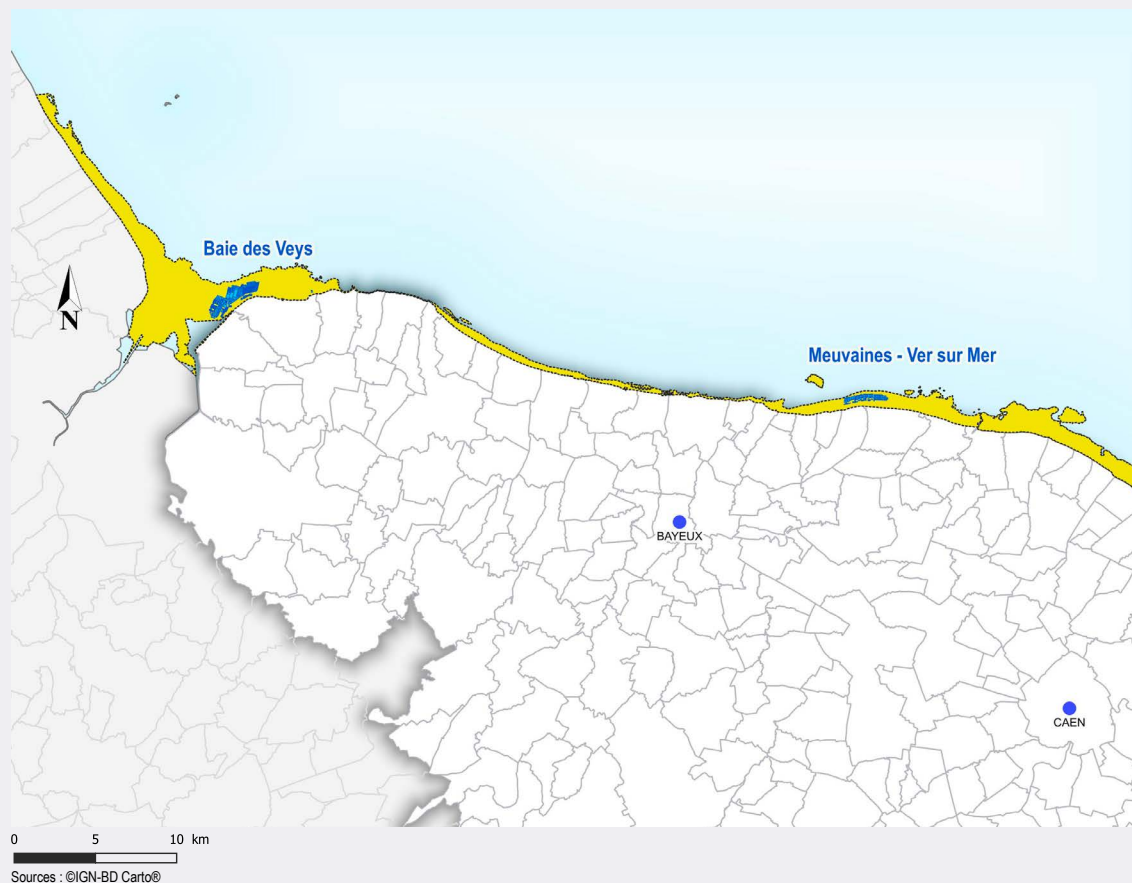 Baie des Veys
N
Meuvaines - Ver sur Mer
BAYEUX
CAEN
0 5 10 km
Sources : ©IGN-BD Carto®